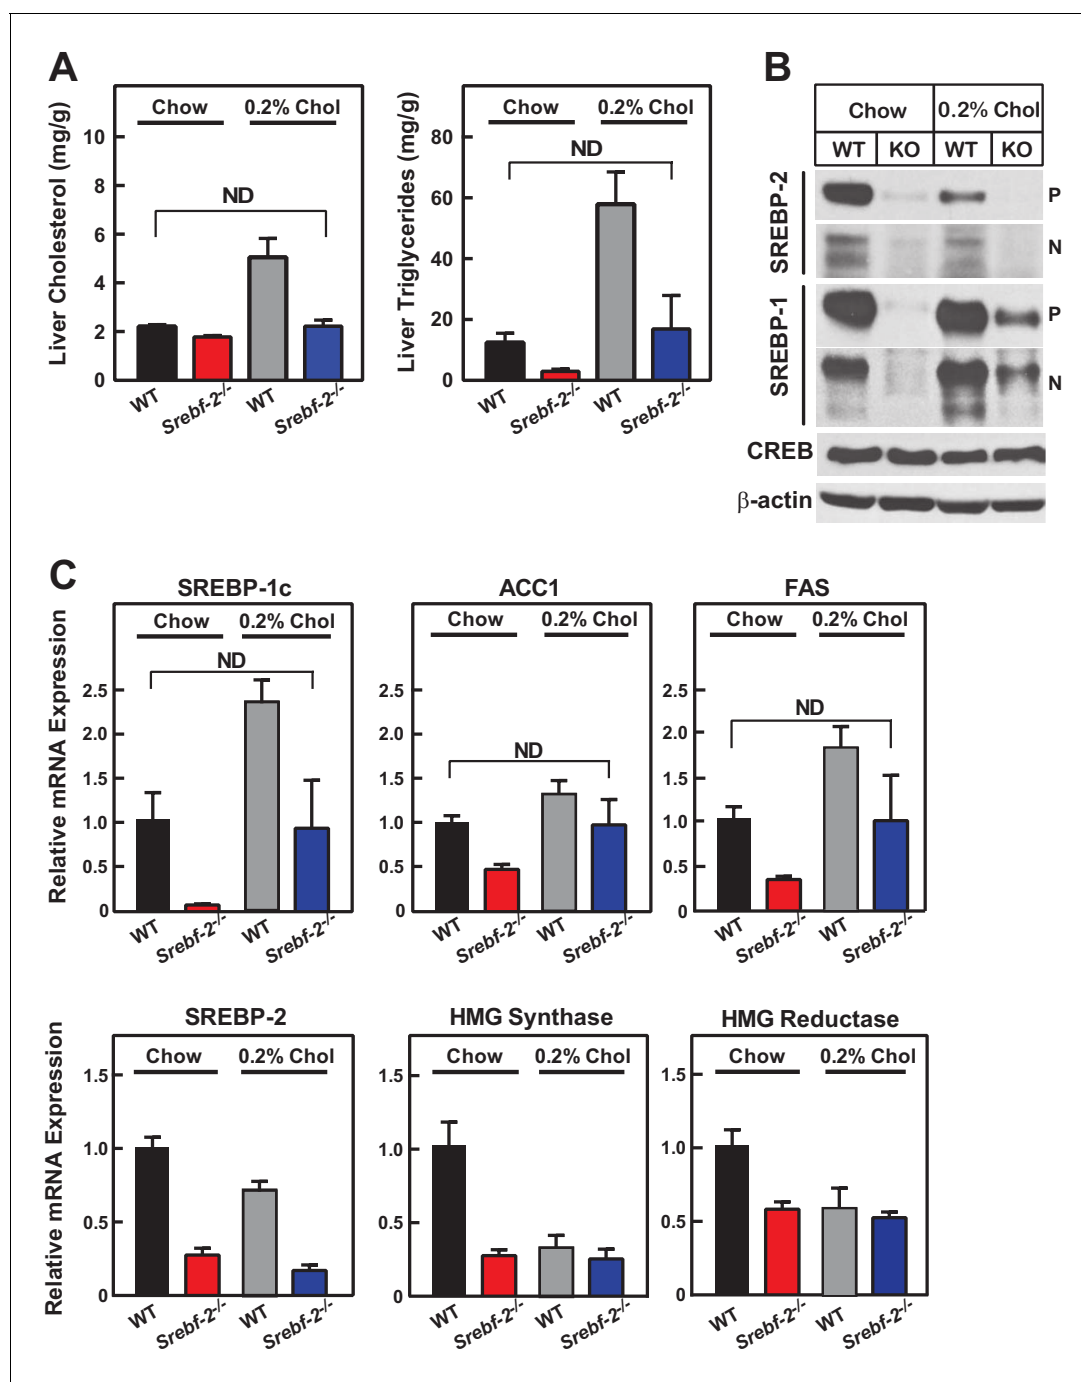 A
Liver Cholesterol (mg/g)
Chow 0.2% Chol
10
8
6
4
2
0
ND
WT Srebf-2-/- WT Srebf-2-/-
Liver Triglycerides (mg/g)
Chow 0.2% Chol
80
60
40
20
0
ND
WT Srebf-2-/- WT Srebf-2-/-
B
Chow 0.2% Chol
WT KO WT KO
SREBP-2
P
N
SREBP-1
P
N
CREB
β-actin
C
Relative mRNA Expression
SREBP-1c
Chow 0.2% Chol
ND
2.5
2.0
1.5
1.0
0.5
0
WT Srebf-2-/- WT Srebf-2-/-
ACC1
Chow 0.2% Chol
2.5
2.0
1.5
1.0
0.5
0
ND
WT Srebf-2-/- WT Srebf-2-/-
FAS
Chow 0.2% Chol
2.5
2.0
1.5
1.0
0.5
0
ND
WT Srebf-2-/- WT Srebf-2-/-
Relative mRNA Expression
SREBP-2
Chow 0.2% Chol
1.5
1.0
0.5
0
WT Srebf-2-/- WT Srebf-2-/-
HMG Synthase
Chow 0.2% Chol
1.5
1.0
0.5
0
WT Srebf-2-/- WT Srebf-2-/-
HMG Reductase
Chow 0.2% Chol
1.5
1.0
0.5
0
WT Srebf-2-/- WT Srebf-2-/-